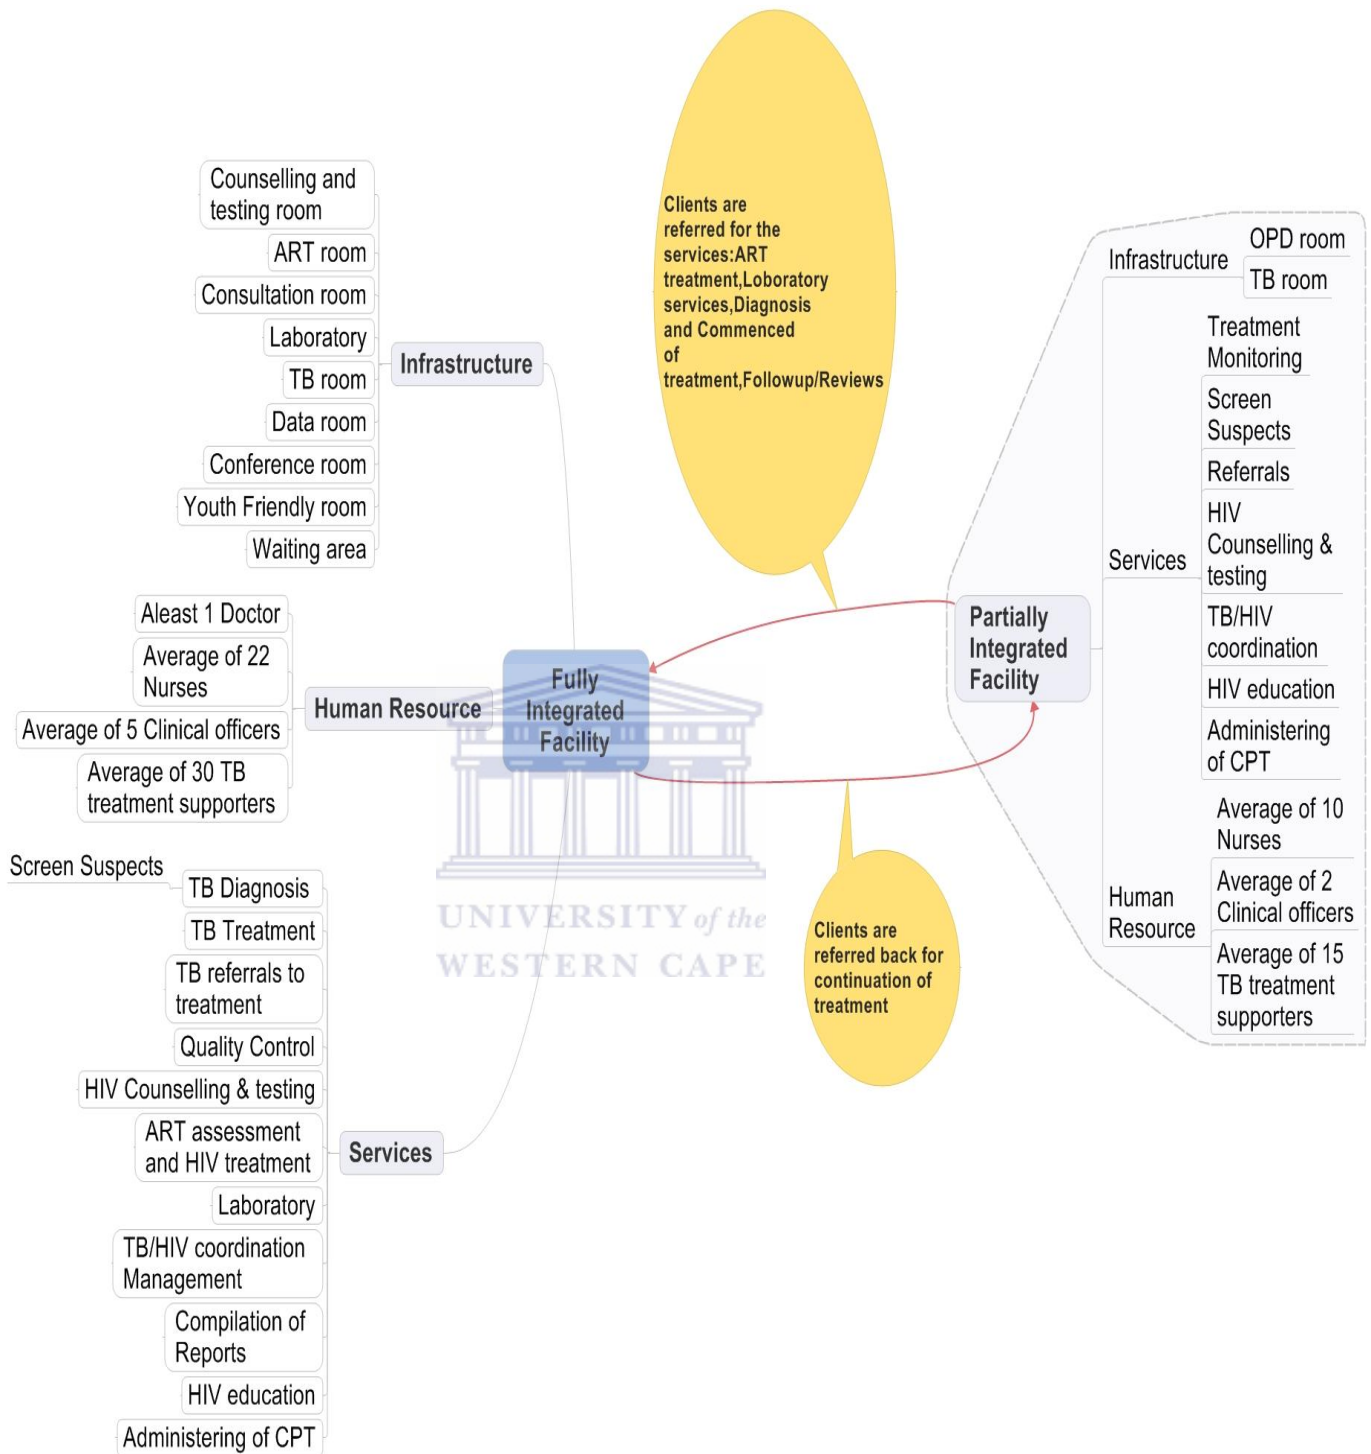 Counselling and
testing room
ART room
Consultation room
Laboratory
TB room
Data room
Conference room
Youth Friendly room
Waiting area
Infrastructure
Aleast 1 Doctor
Average of 22
Nurses
Average of 5 Clinical officers
Average of 30 TB
treatment supporters
Human Resource
Fully
Integrated
Facility
Screen Suspects
TB Diagnosis
TB Treatment
TB referrals to
treatment
Quality Control
HIV Counselling & testing
ART assessment
and HIV treatment
Laboratory
TB/HIV coordination
Management
Compilation of
Reports
HIV education
Administering of CPT
Services
Clients are
referred for the
services:ART
treatment,Loboratory
services,Diagnosis
and Commenced
of
treatment,Followup/Reviews
Clients are
referred back for
continuation of
treatment
UNIVERSITY of the
WESTERN CAPE
Partially
Integrated
Facility
Infrastructure
OPD room
TB room
Services
Treatment
Monitoring
Screen
Suspects
Referrals
HIV
Counselling &
testing
TB/HIV
coordination
HIV education
Administering
of CPT
Human
Resource
Average of 10
Nurses
Average of 2
Clinical officers
Average of 15
TB treatment
supporters